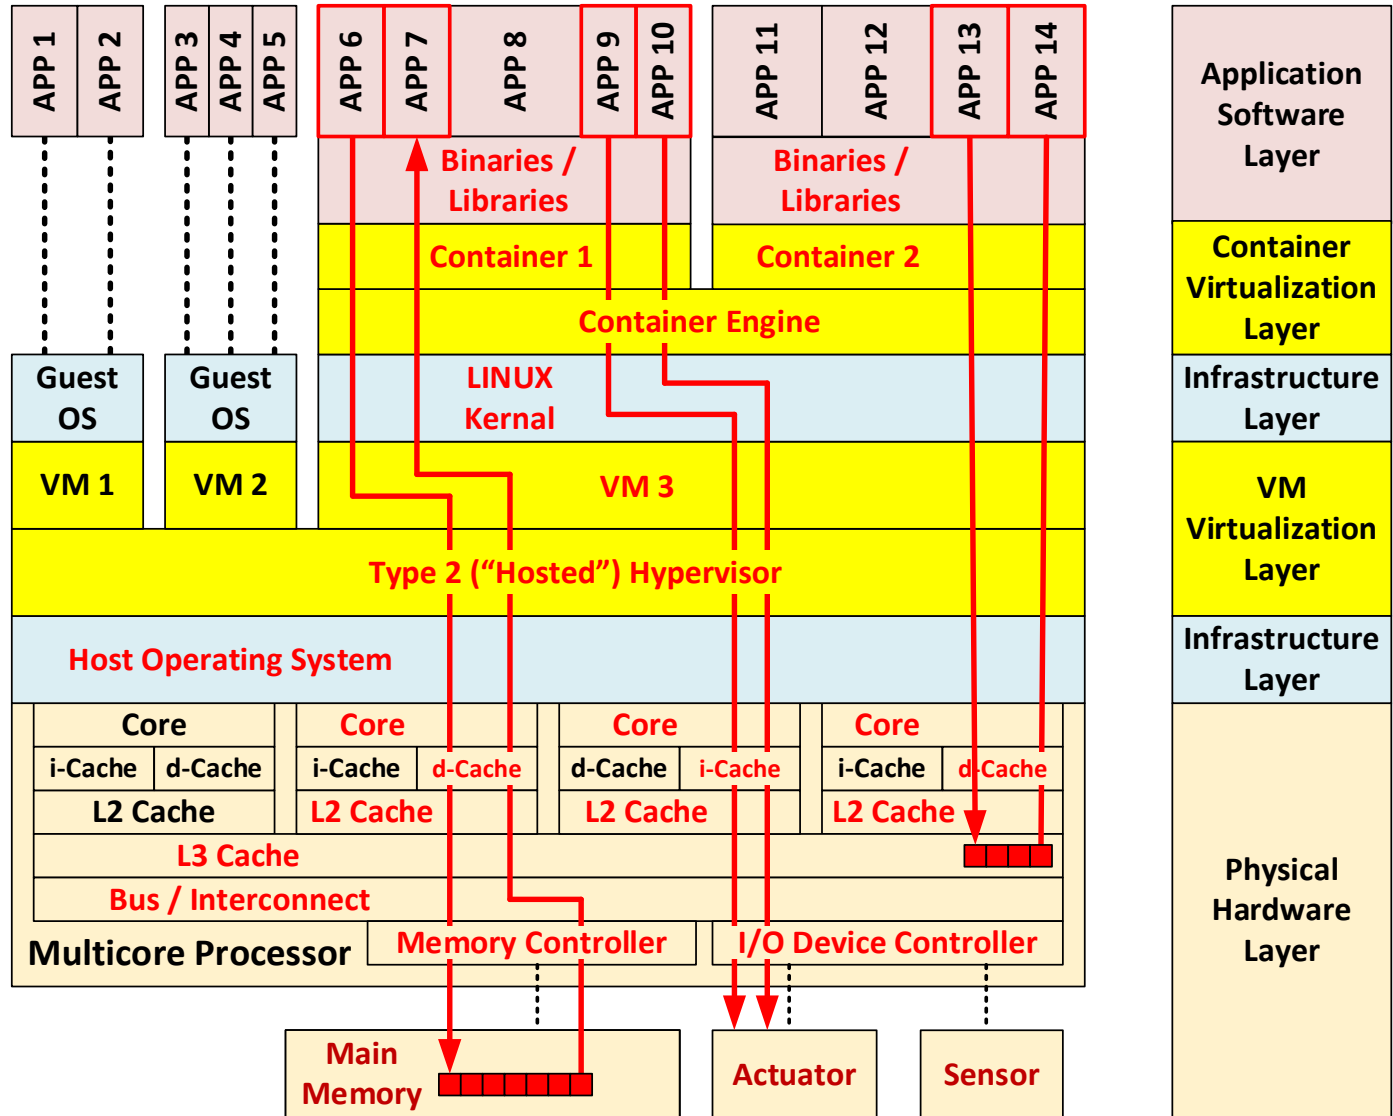 APP 1
APP 2
APP 3
APP 4
APP 5
APP 6
APP 7
APP 8
APP 9
APP 10
APP 11
APP 12
APP 13
APP 14
Application
Software
Layer
Binaries /
Libraries
Binaries /
Libraries
Container 1
Container 2
Container
Virtualization
Layer
Container Engine
Guest
OS
Guest
OS
LINUX
Kernal
Infrastructure
Layer
VM 1
VM 2
VM 3
VM
Virtualization
Layer
Type 2 (“Hosted”) Hypervisor
Host Operating System
Infrastructure
Layer
Core
Core
Core
Core
i-Cache
d-Cache
i-Cache
d-Cache
d-Cache
i-Cache
i-Cache
d-Cache
L2 Cache
L2 Cache
L2 Cache
L2 Cache
L3 Cache
Bus / Interconnect
Multicore Processor
Memory Controller
I/O Device Controller
Physical
Hardware
Layer
Main
Memory
Actuator
Sensor